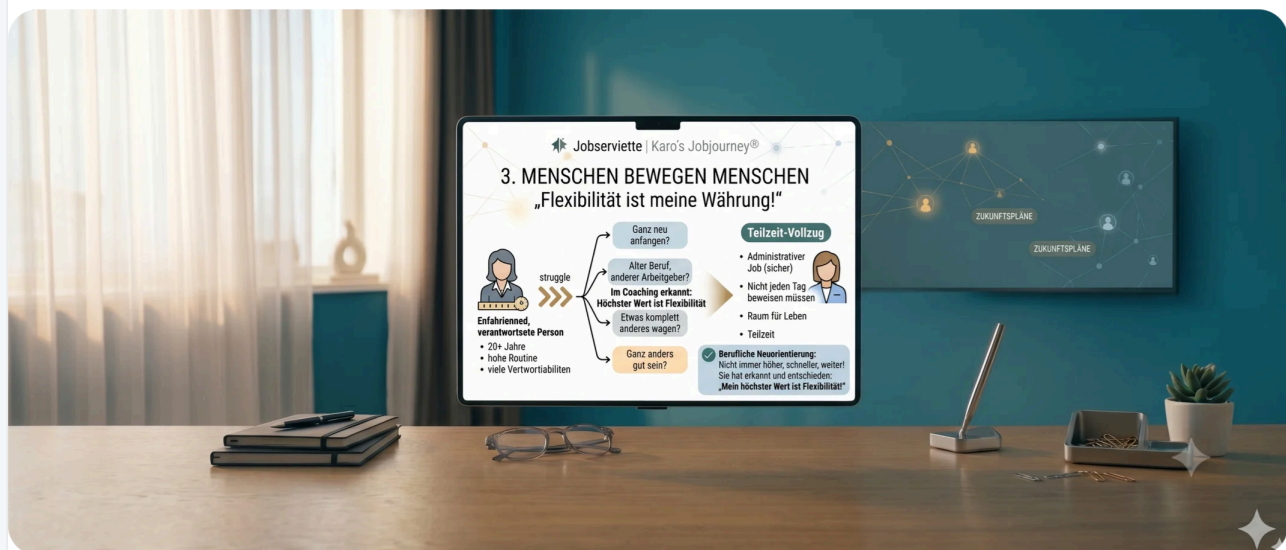 Jobserviette | Karo's Jobjourney®
3. MENSCHEN BEWEGEN MENSCHEN
„Flexibilität ist meine Währung!“
struggle
Enfahrienned,
verantwortsete Person
• 20+ Jahre
• hohe Routine
• viele Vertwortiabiliten
Ganz neu
anfangen?
Alter Beruf,
anderer Arbeitgeber?
Im Coaching erkannt:
Höchster Wert ist Flexibilität
Etwas komplett
anderes wagen?
Ganz anders
gut sein?
Teilzeit-Vollzug
• Administrativer
Job (sicher)
• Nicht jeden Tag
beweisen müssen
• Raum für Leben
• Teilzeit
Berufliche Neuorientierung:
Nicht immer höher, schneller, weiter!
Sie hat erkannt und entschieden:
„Mein höchster Wert ist Flexibilität!“
ZUKUNFTSPLÄNE
ZUKUNFTSPLÄNE